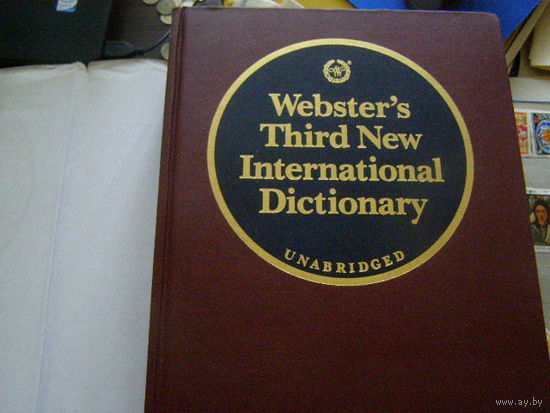 Webster's
Third New
International
Dictionary
UNABRIDGED
www.ay.by